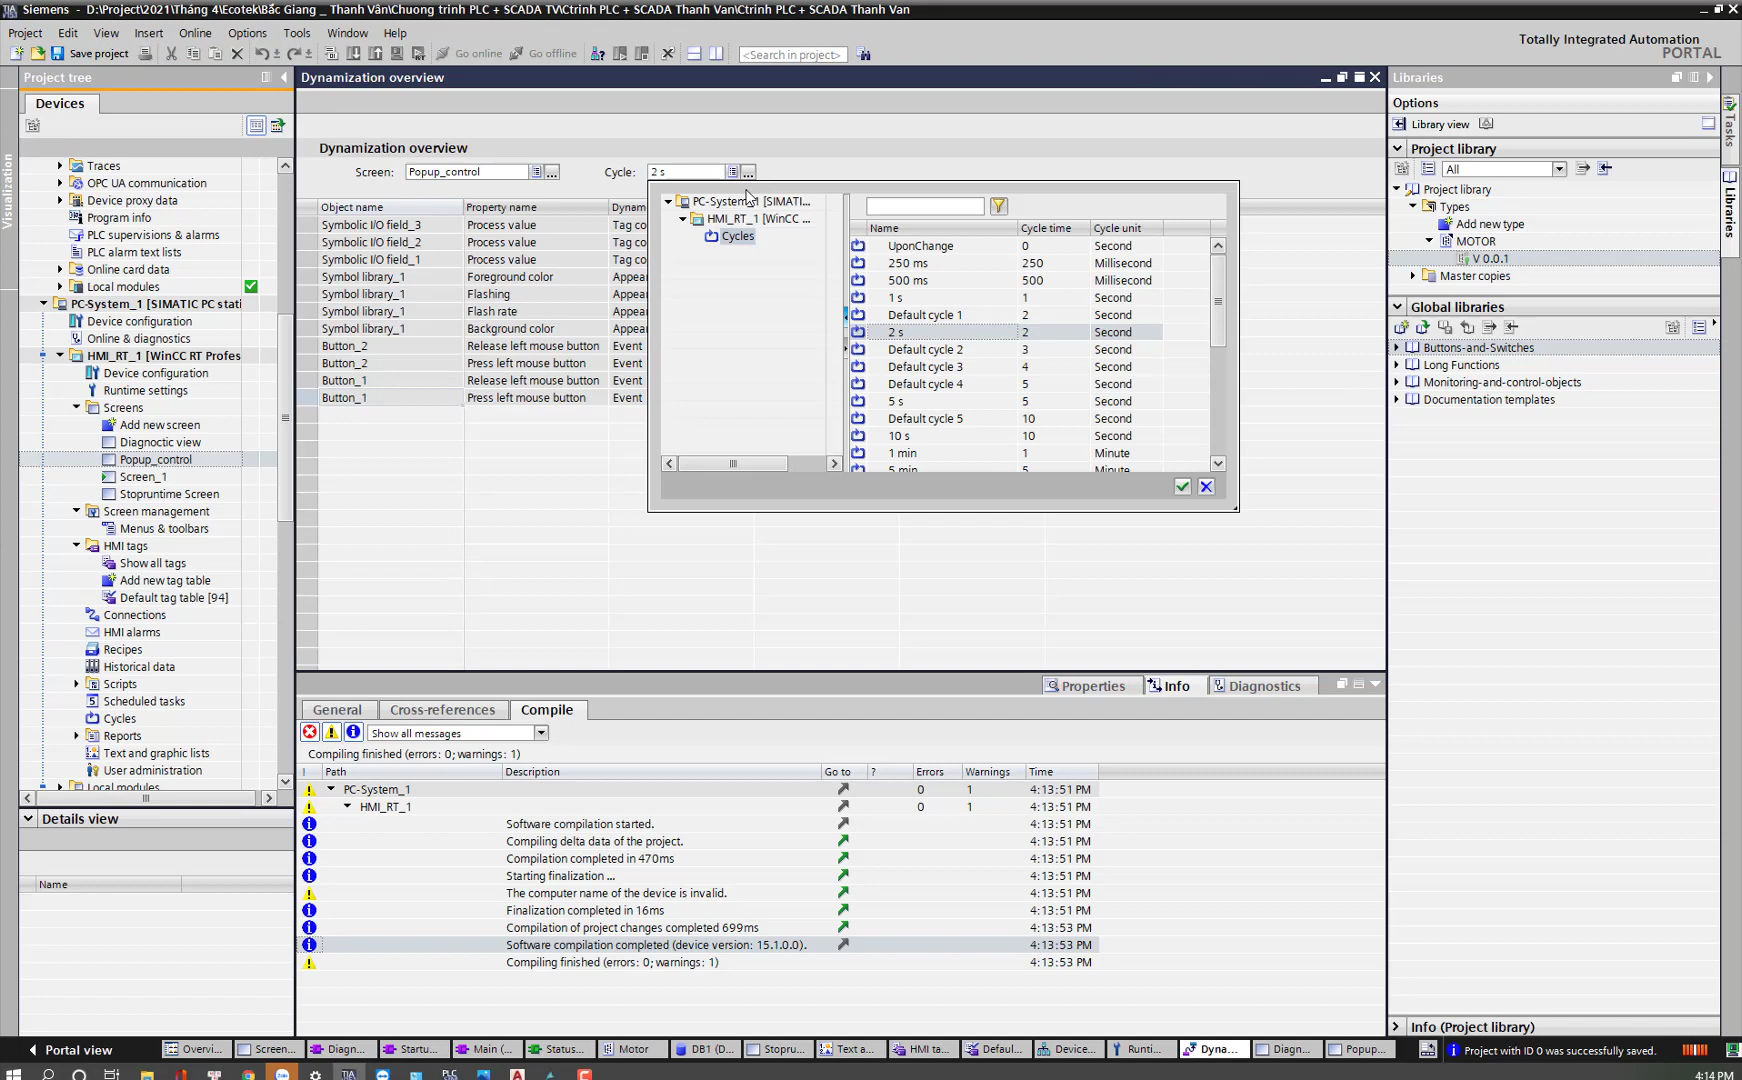 Siemens - D:\Project\2021\Tháng 4\Ecotek\Bắc Giang _ Thanh Vân\Chuong trình PLC + SCADA TV\Ctrinh PLC + SCADA Thanh Van\Ctrinh PLC + SCADA Thanh Van
Project Edit View Insert Online Options Tools Window Help
Save project Go online Go offline <Search in project>
Totally Integrated Automation
PORTAL
Project tree
Devices
Visualization
Traces
OPC UA communication
Device proxy data
Program info
PLC supervisions & alarms
PLC alarm text lists
Online card data
Local modules
PC-System_1 [SIMATIC PC stati
Device configuration
Online & diagnostics
HMI_RT_1 [WinCC RT Profes
Device configuration
Runtime settings
Screens
Add new screen
Diagnoctic view
Popup_control
Screen_1
Stopruntime Screen
Screen management
Menus & toolbars
HMI tags
Show all tags
Add new tag table
Default tag table [94]
Connections
HMI alarms
Recipes
Historical data
Scripts
Scheduled tasks
Cycles
Reports
Text and graphic lists
User administration
Local modules
Details view
Name
Dynamization overview
Dynamization overview
Screen: Popup_control ... Cycle: 2 s ...
Object name Property name Dynam
Symbolic I/O field_3 Process value Tag co
Symbolic I/O field_2 Process value Tag co
Symbolic I/O field_1 Process value Tag co
Symbol library_1 Foreground color Appear
Symbol library_1 Flashing Appear
Symbol library_1 Flash rate Appear
Symbol library_1 Background color Appear
Button_2 Release left mouse button Event
Button_2 Press left mouse button Event
Button_1 Release left mouse button Event
Button_1 Press left mouse button Event
HMI_RT_1 [WinCC ...
Cycles
Name Cycle time Cycle unit
UponChange 0 Second
250 ms 250 Millisecond
500 ms 500 Millisecond
1 s 1 Second
Default cycle 1 2 Second
2 s 2 Second
Default cycle 2 3 Second
Default cycle 3 4 Second
Default cycle 4 5 Second
5 s 5 Second
Default cycle 5 10 Second
10 s 10 Second
1 min 1 Minute
5 min 5 Minute
Properties Info Diagnostics
General Cross-references Compile
Show all messages
Compiling finished (errors: 0; warnings: 1)
! Path Description Go to ? Errors Warnings Time
PC-System_1 0 1 4:13:51 PM
HMI_RT_1 0 1 4:13:51 PM
Software compilation started. 4:13:51 PM
Compiling delta data of the project. 4:13:51 PM
Compilation completed in 470ms 4:13:51 PM
Starting finalization ... 4:13:51 PM
The computer name of the device is invalid. 4:13:51 PM
Finalization completed in 16ms 4:13:51 PM
Compilation of project changes completed 699ms 4:13:51 PM
Software compilation completed (device version: 15.1.0.0). 4:13:53 PM
Compiling finished (errors: 0; warnings: 1) 4:13:53 PM
Libraries
Options
Library view
Project library
All
Project library
Types
Add new type
MOTOR
V 0.0.1
Master copies
Global libraries
Buttons-and-Switches
Long Functions
Monitoring-and-control-objects
Documentation templates
Info (Project library)
Tasks
Libraries
Portal view Overvi... Screen... Diagn... Startu... Main (... Status... Motor DB1 (D... Stopru... Text a... HMI ta... Defaul... Device... Runti... Dyna... Diagn... Popup... Project with ID 0 was successfully saved.
4:14 PM